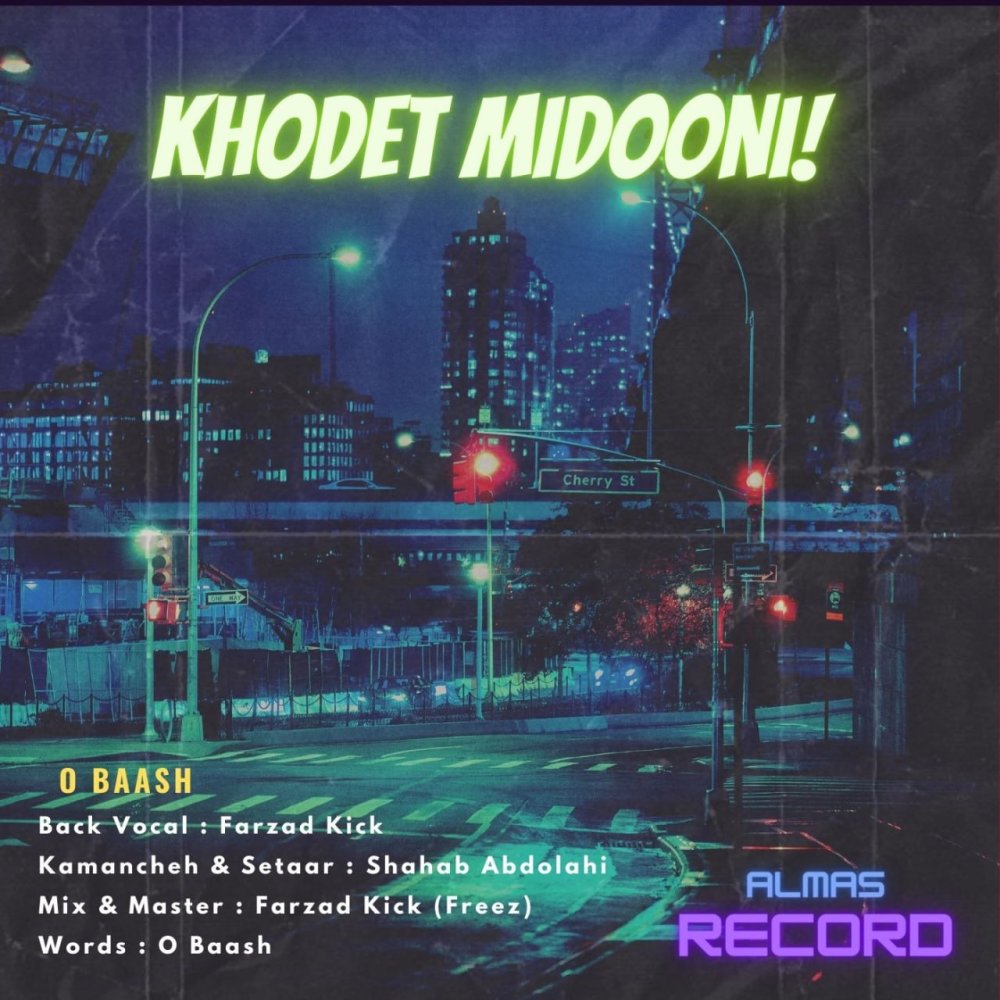 KHODET MIDOONI!
Cherry St
ONE WAY
O BAASH
Back Vocal : Farzad Kick
Kamancheh & Setaar : Shahab Abdolahi
Mix & Master : Farzad Kick (Freez)
Words : O Baash
ALMAS
RECORD